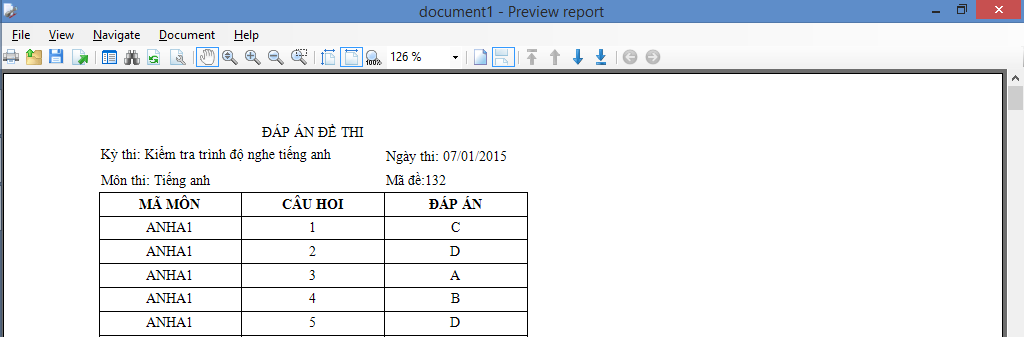 document1 - Preview report
File View Navigate Document Help
100% 126 %
ĐÁP ÁN ĐỀ THI
Kỳ thi: Kiểm tra trình độ nghe tiếng anh Ngày thi: 07/01/2015
Môn thi: Tiếng anh Mã đề:132
MÃ MÔN CÂU HOI ĐÁP ÁN
ANHA1 1 C
ANHA1 2 D
ANHA1 3 A
ANHA1 4 B
ANHA1 5 D